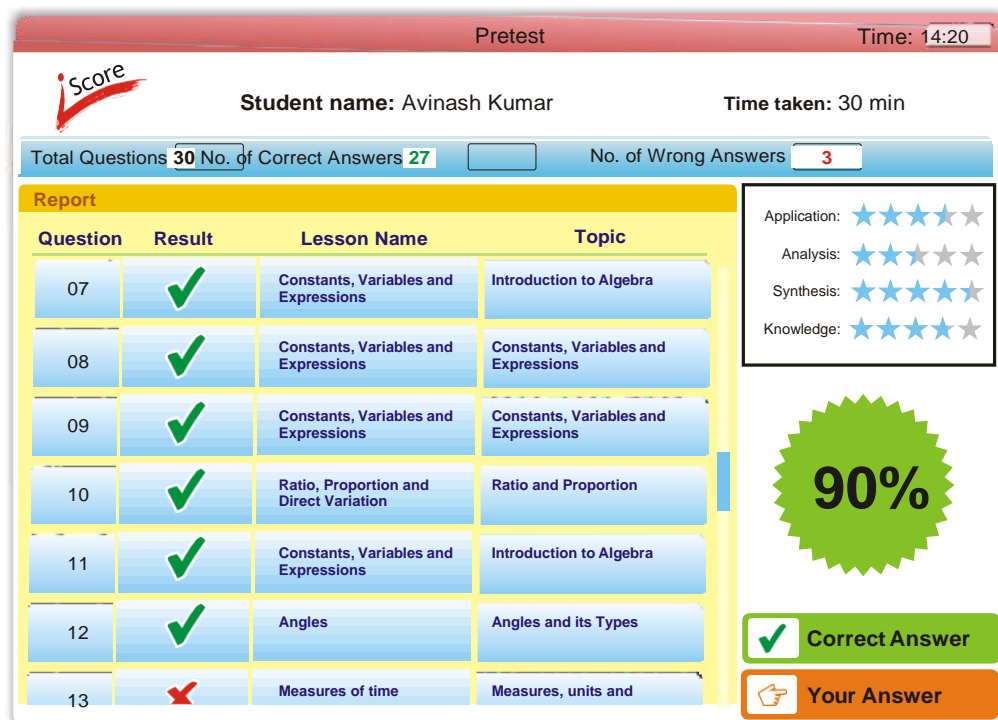 Pretest
Time: 14:20
iScore
Student name: Avinash Kumar
Time taken: 30 min
Total Questions 30 No. of Correct Answers 27
No. of Wrong Answers 3
Report
Question Result Lesson Name Topic
07
Constants, Variables and
Expressions
Introduction to Algebra
08
Constants, Variables and
Expressions
Constants, Variables and
Expressions
09
Constants, Variables and
Expressions
Constants, Variables and
Expressions
10
Ratio, Proportion and
Direct Variation
Ratio and Proportion
11
Constants, Variables and
Expressions
Introduction to Algebra
12
Angles
Angles and its Types
13
Measures of time
Measures, units and
Application:
Analysis:
Synthesis:
Knowledge:
90%
Correct Answer
Your Answer